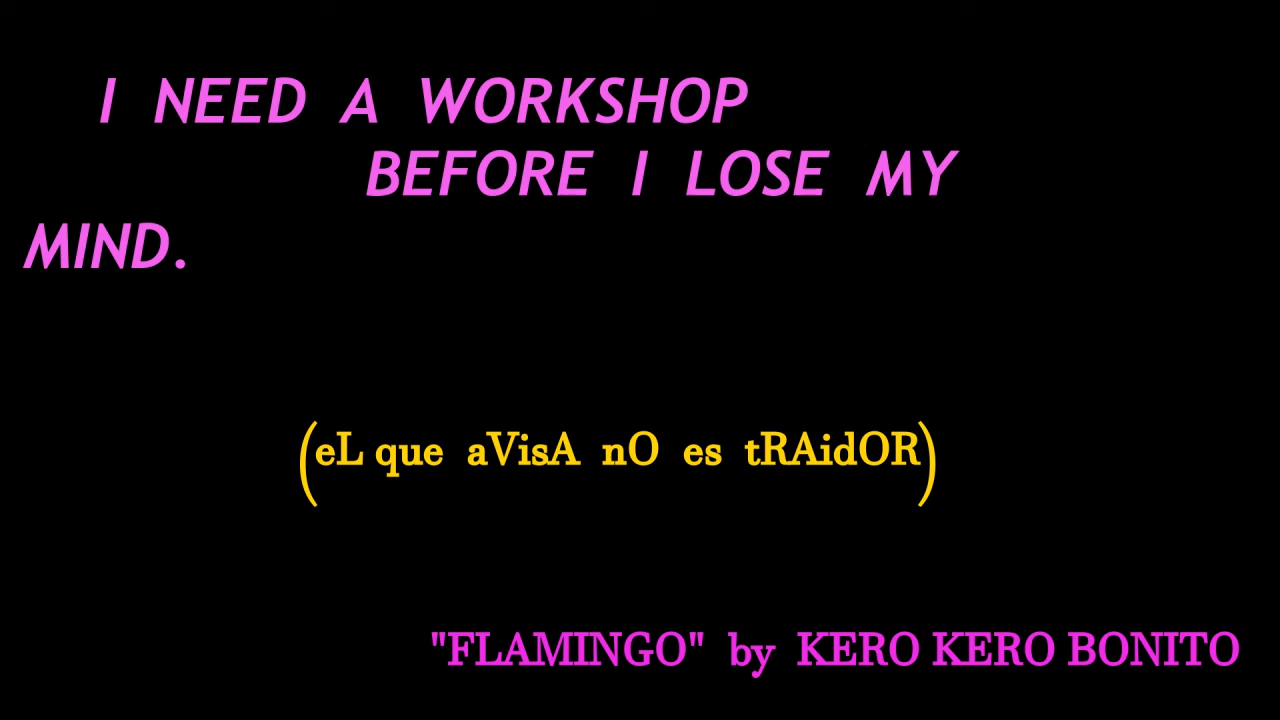 I NEED A WORKSHOP
BEFORE I LOSE MY
MIND.
(eL que aVisA nO es tRAidOR)
"FLAMINGO" by KERO KERO BONITO